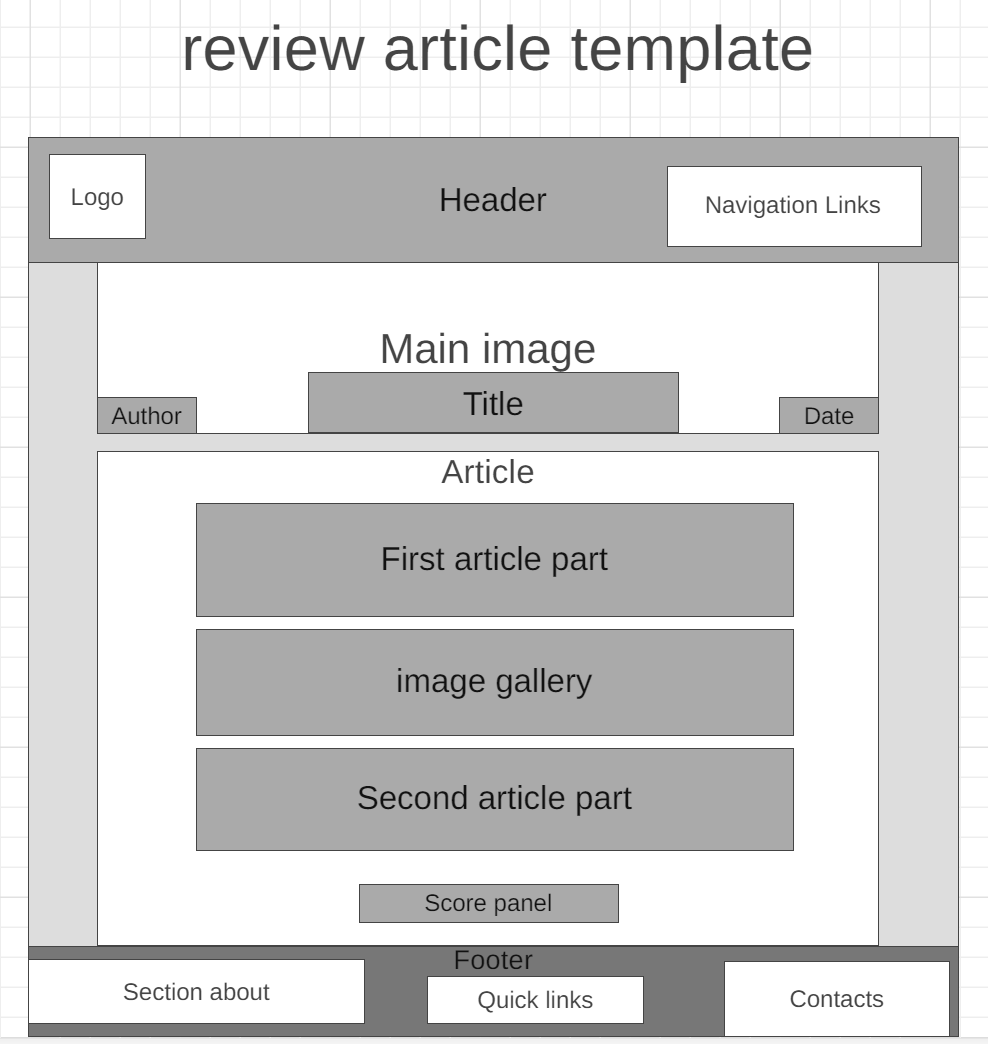 review article template
Logo
Header
Navigation Links
Main image
Title
Author
Date
Article
First article part
image gallery
Second article part
Score panel
Footer
Section about
Quick links
Contacts